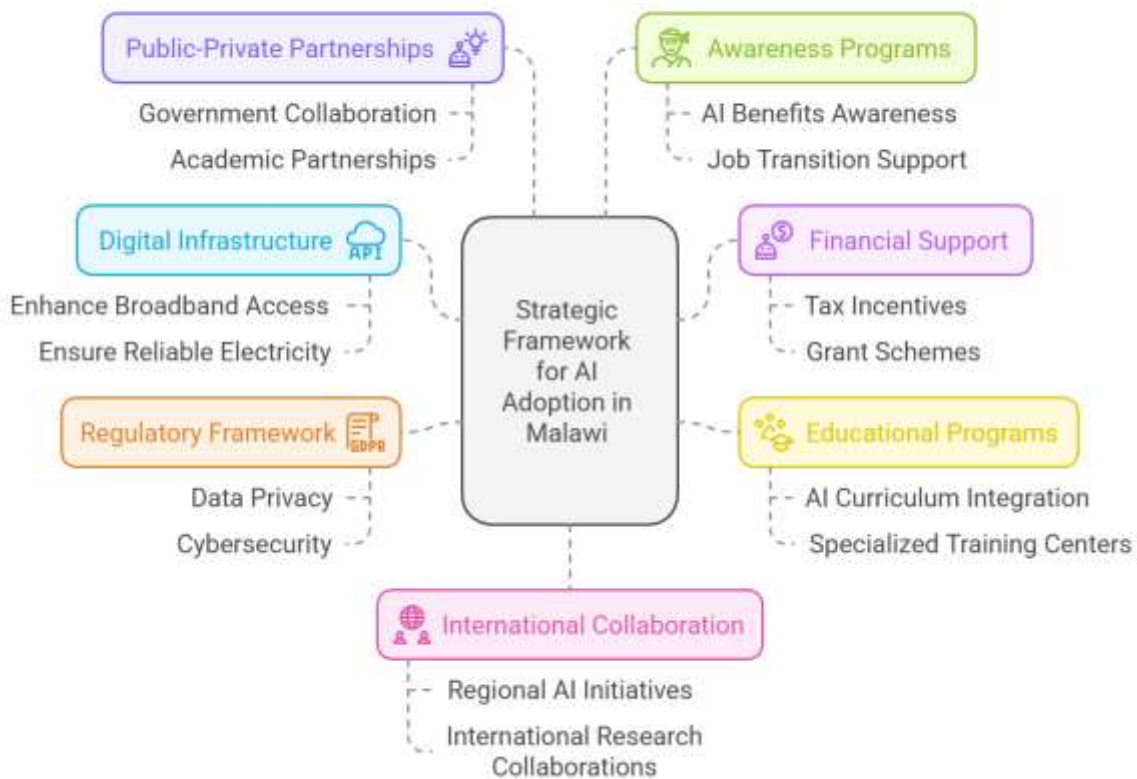 Public-Private Partnerships
Government Collaboration
Academic Partnerships
Awareness Programs
AI Benefits Awareness
Job Transition Support
Digital Infrastructure
API
Enhance Broadband Access
Ensure Reliable Electricity
Financial Support
$
Tax Incentives
Grant Schemes
Strategic
Framework
for AI
Adoption in
Malawi
Regulatory Framework
GDPR
Data Privacy
Cybersecurity
Educational Programs
AI Curriculum Integration
Specialized Training Centers
International Collaboration
Regional AI Initiatives
International Research
Collaborations